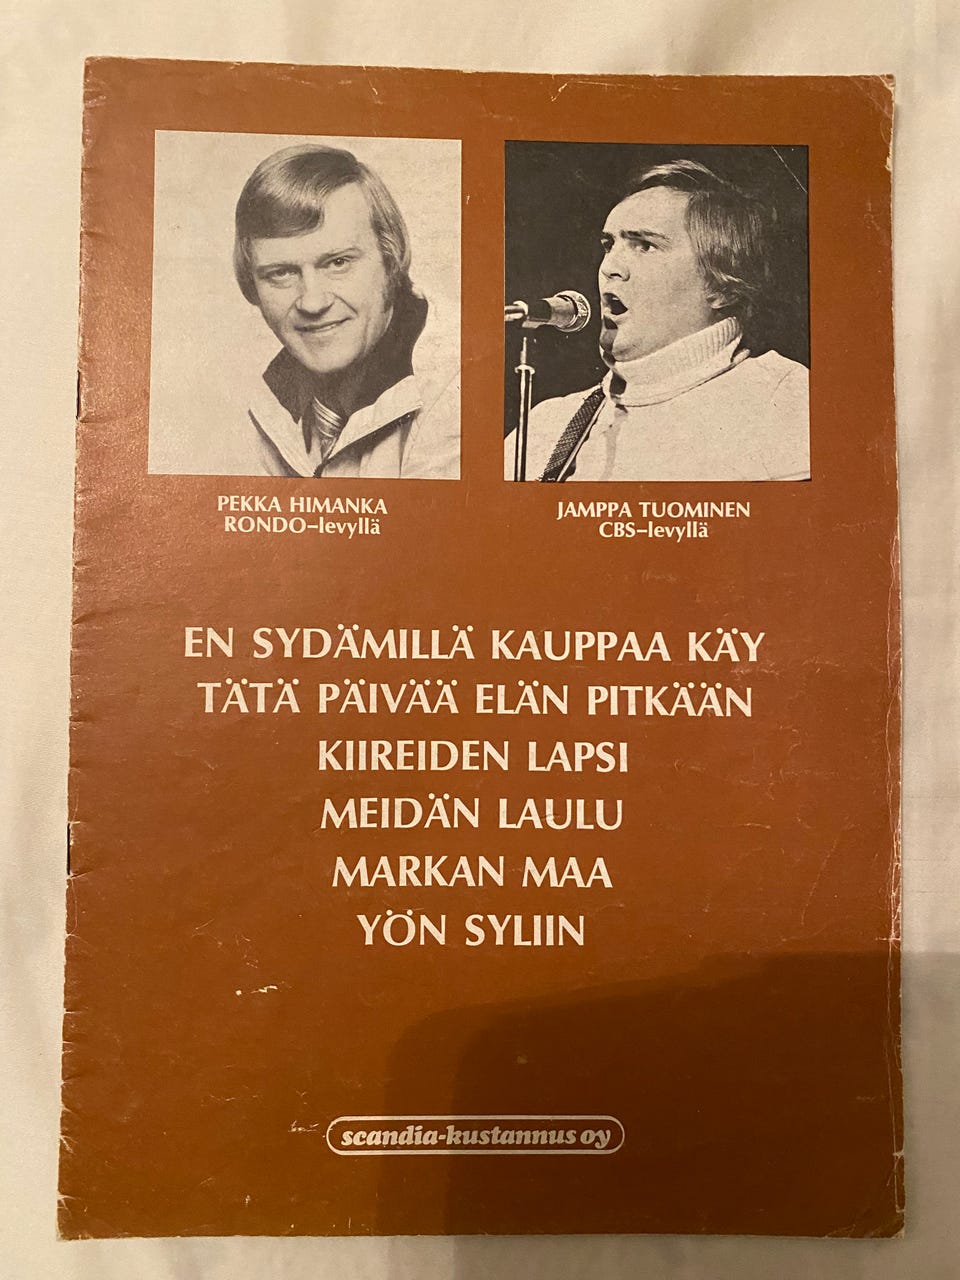 PEKKA HIMANKA
RONDO-levyllä
JAMPPA TUOMINEN
CBS-levyllä
EN SYDÄMILLÄ KAUPPAA KÄY
TÄTÄ PÄIVÄÄ ELÄN PITKÄÄN
KIIREIDEN LAPSI
MEIDÄN LAULU
MARKAN MAA
YÖN SYLIIN
scandia-kustannus oy